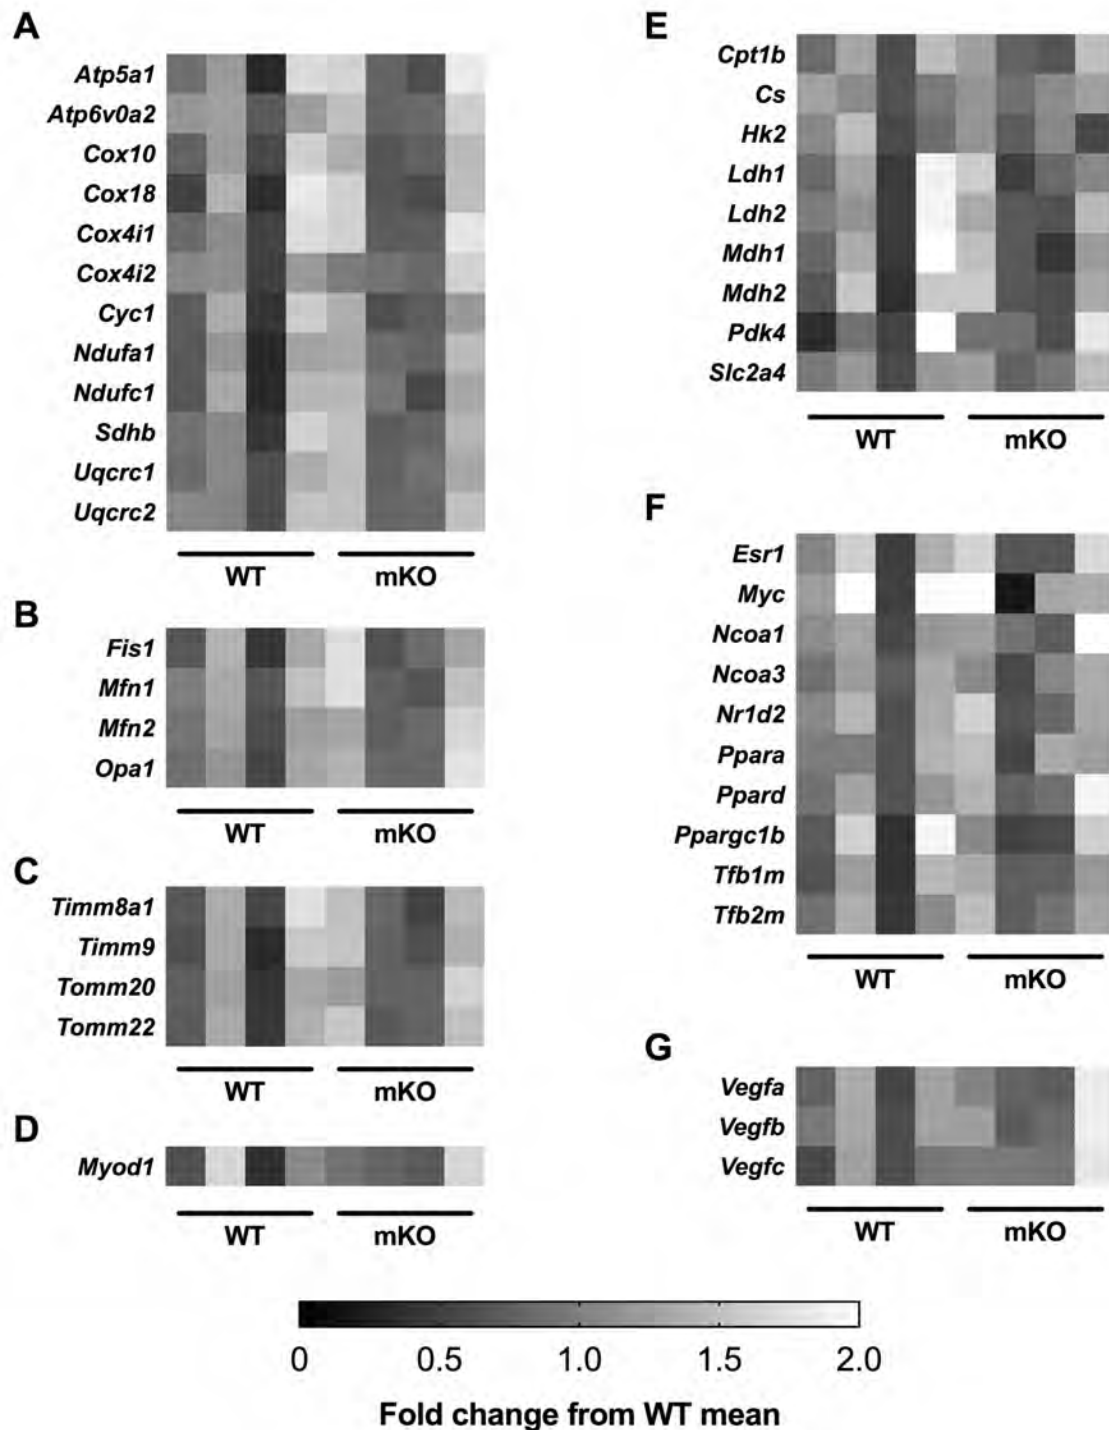 A
Atp5a1
Atp6v0a2
Cox10
Cox18
Cox4i1
Cox4i2
Cyc1
Ndufa1
Ndufc1
Sdhb
Uqcrc1
Uqcrc2
WT mKO
B
Fis1
Mfn1
Mfn2
Opa1
WT mKO
C
Timm8a1
Timm9
Tomm20
Tomm22
WT mKO
D
Myod1
WT mKO
E
Cpt1b
Cs
Hk2
Ldh1
Ldh2
Mdh1
Mdh2
Pdk4
Slc2a4
WT mKO
F
Esr1
Myc
Ncoa1
Ncoa3
Nr1d2
Ppara
Ppard
Ppargc1b
Tfb1m
Tfb2m
WT mKO
G
Vegfa
Vegfb
Vegfc
WT mKO
0 0.5 1.0 1.5 2.0
Fold change from WT mean